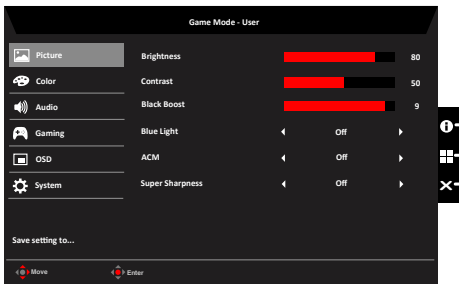 Game Mode - User
Picture Brightness 80
Color Contrast 50
Audio Black Boost 9
Gaming Blue Light Off
OSD ACM Off
System Super Sharpness Off
Save setting to...
Move Enter